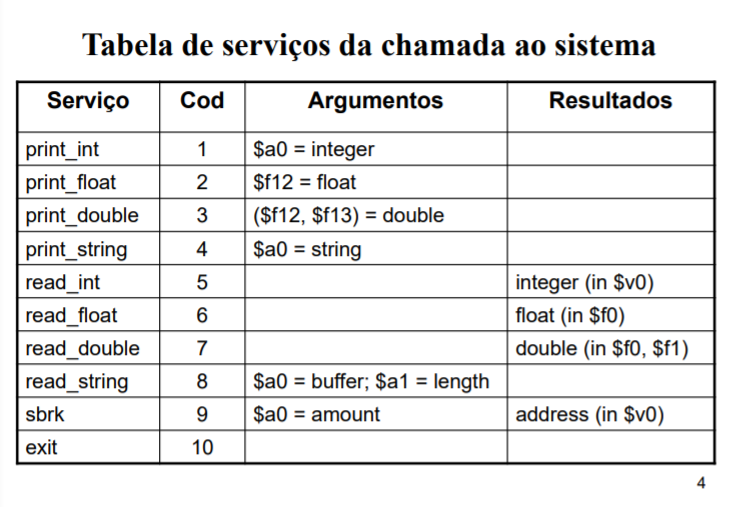 Tabela de serviços da chamada ao sistema
Serviço Cod Argumentos Resultados
print_int 1 $a0 = integer
print_float 2 $f12 = float
print_double 3 ($f12, $f13) = double
print_string 4 $a0 = string
read_int 5 integer (in $v0)
read_float 6 float (in $f0)
read_double 7 double (in $f0, $f1)
read_string 8 $a0 = buffer; $a1 = length
sbrk 9 $a0 = amount address (in $v0)
exit 10
4